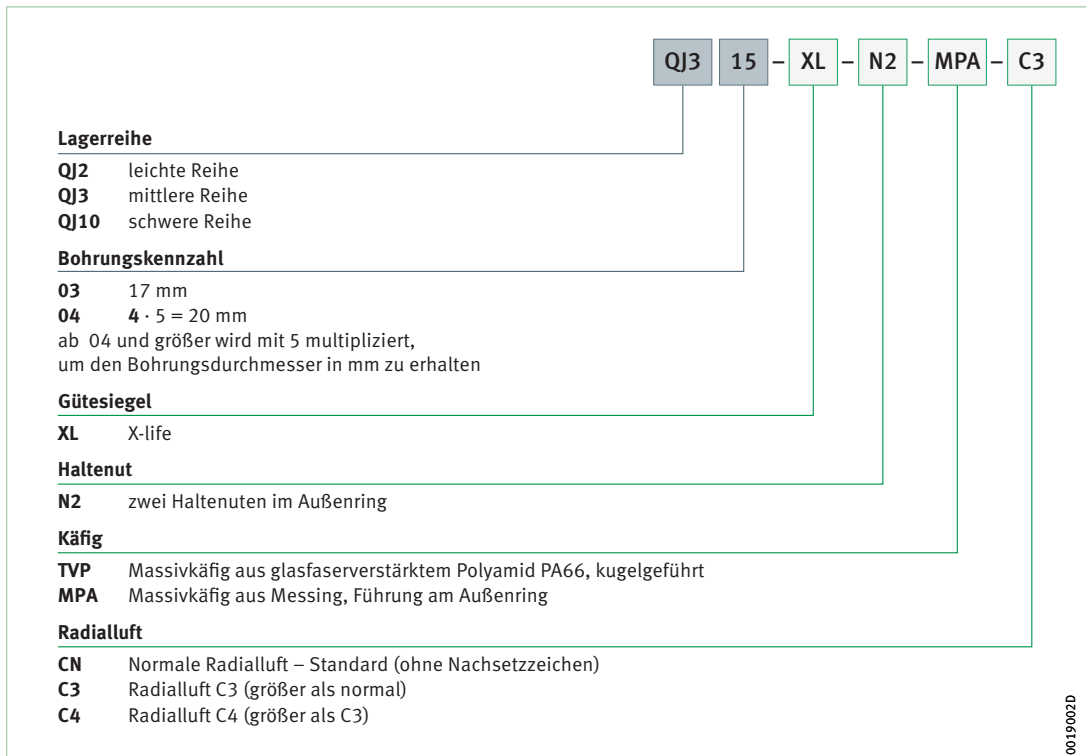 QJ3 15 – XL – N2 – MPA – C3
Lagerreihe
QJ2 leichte Reihe
QJ3 mittlere Reihe
QJ10 schwere Reihe
Bohrungskennzahl
03 17 mm
04 4 · 5 = 20 mm
ab 04 und größer wird mit 5 multipliziert,
um den Bohrungsdurchmesser in mm zu erhalten
Gütesiegel
XL X-life
Haltenut
N2 zwei Haltenuten im Außenring
Käfig
TVP Massivkäfig aus glasfaserverstärktem Polyamid PA66, kugelgeführt
MPA Massivkäfig aus Messing, Führung am Außenring
Radialluft
CN Normale Radialluft – Standard (ohne Nachsetzzeichen)
C3 Radialluft C3 (größer als normal)
C4 Radialluft C4 (größer als C3)
0019002D